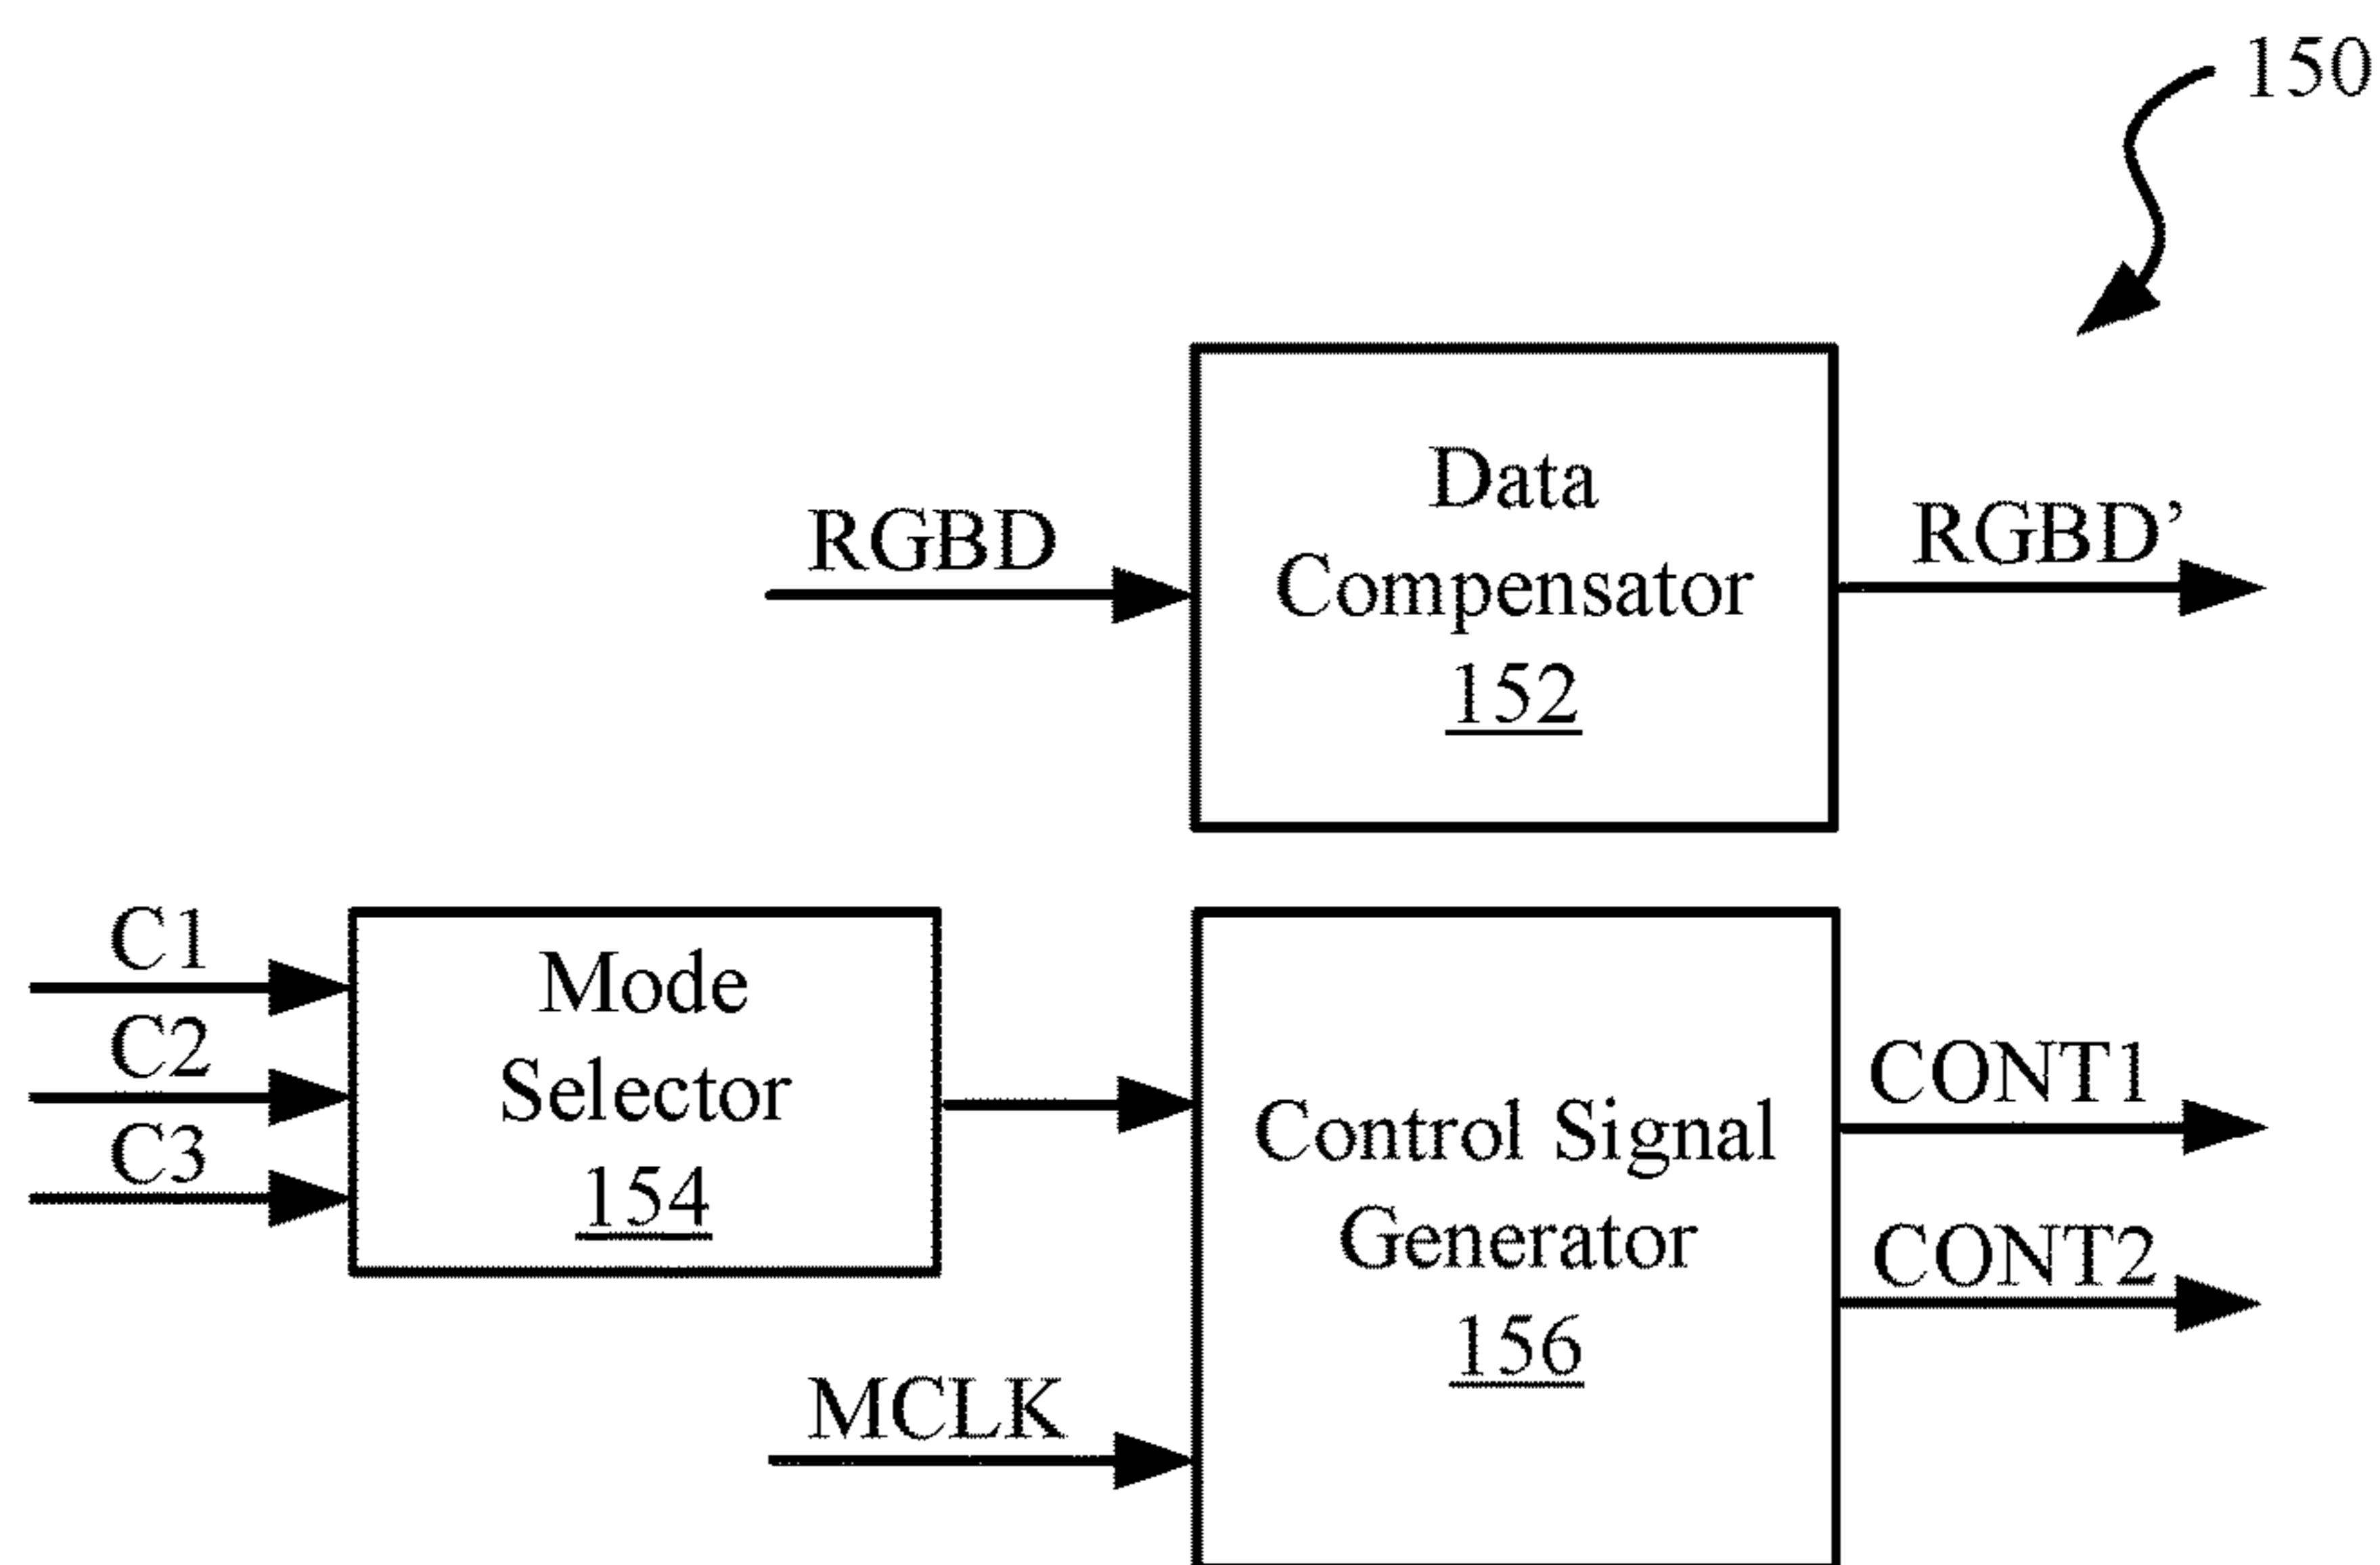 150
RGBD
Data
Compensator
152
RGBD’
C1
C2
C3
Mode
Selector
154
MCLK
Control Signal
Generator
156
CONT1
CONT2